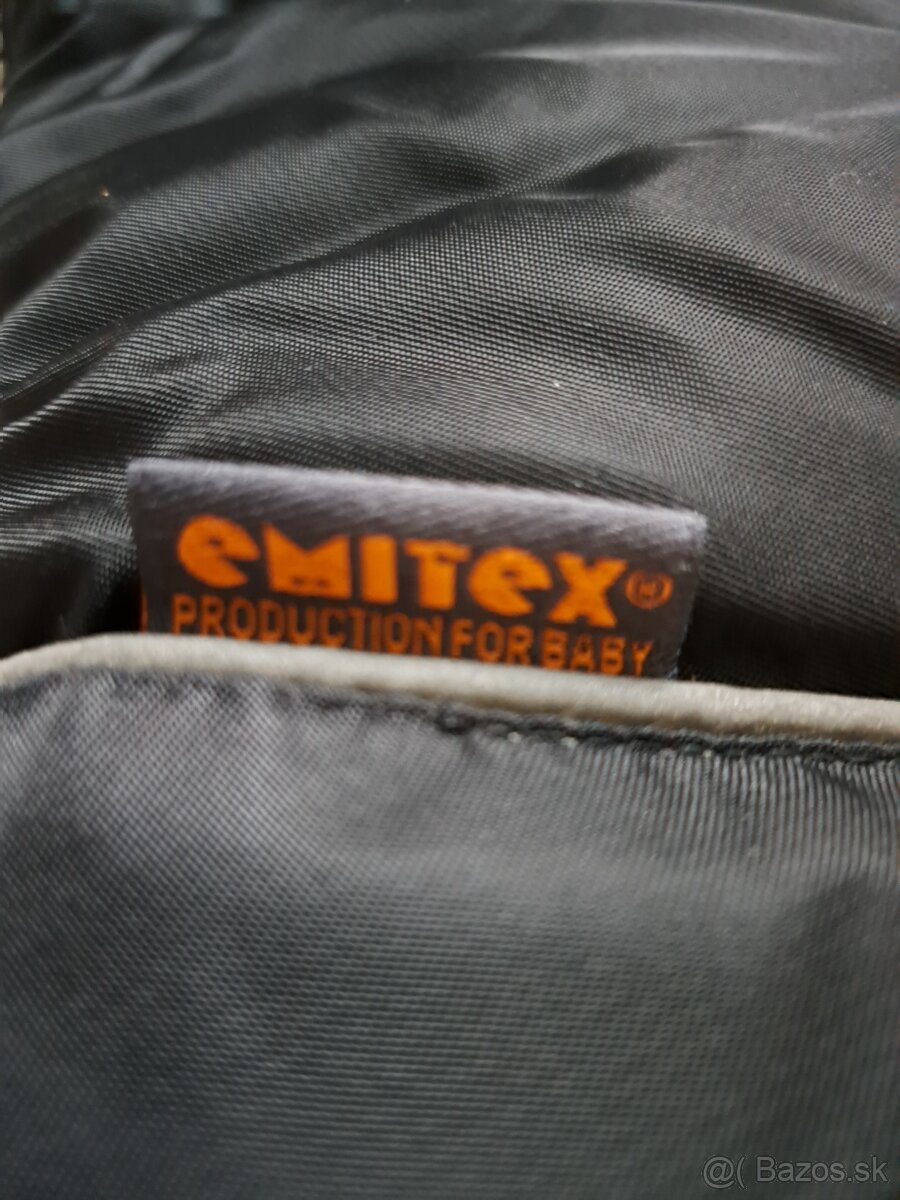 eMITeX®
PRODUCTION FOR BABY
@( Bazos.sk